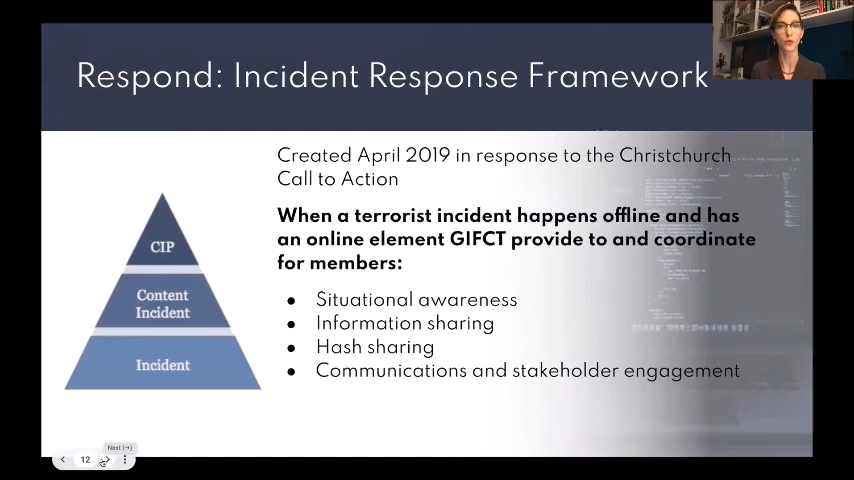 Respond: Incident Response Framework
Created April 2019 in response to the Christchurch
Call to Action
When a terrorist incident happens offline and has
an online element GIFCT provide to and coordinate
for members:
● Situational awareness
● Information sharing
● Hash sharing
● Communications and stakeholder engagement
CIP
Content
Incident
Incident
Next (→)
12